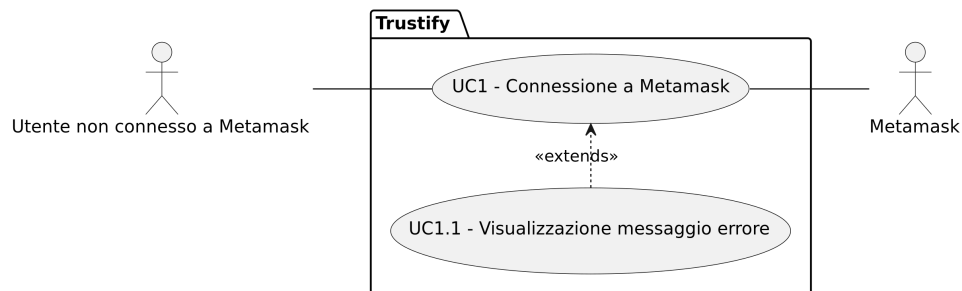 Trustify
UC1 - Connessione a Metamask
Utente non connesso a Metamask
Metamask
«extends»
UC1.1 - Visualizzazione messaggio errore